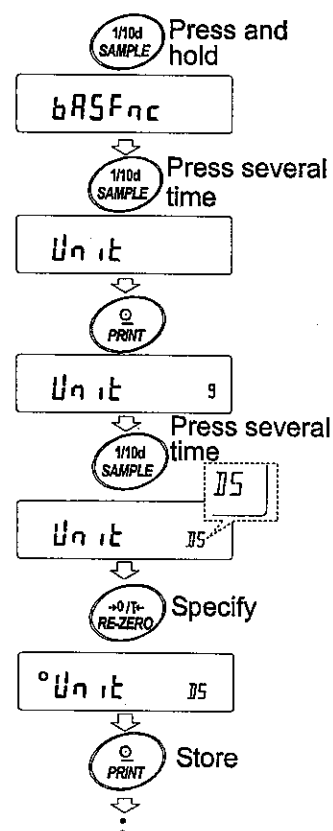 1/10d
SAMPLE
Press and
hold
bASFnc
1/10d
SAMPLE
Press several
time
Unit
PRINT
Unit g
1/10d
SAMPLE
Press several
time
DS
Unit DS
→0/T←
RE-ZERO
Specify
°Unit DS
PRINT
Store